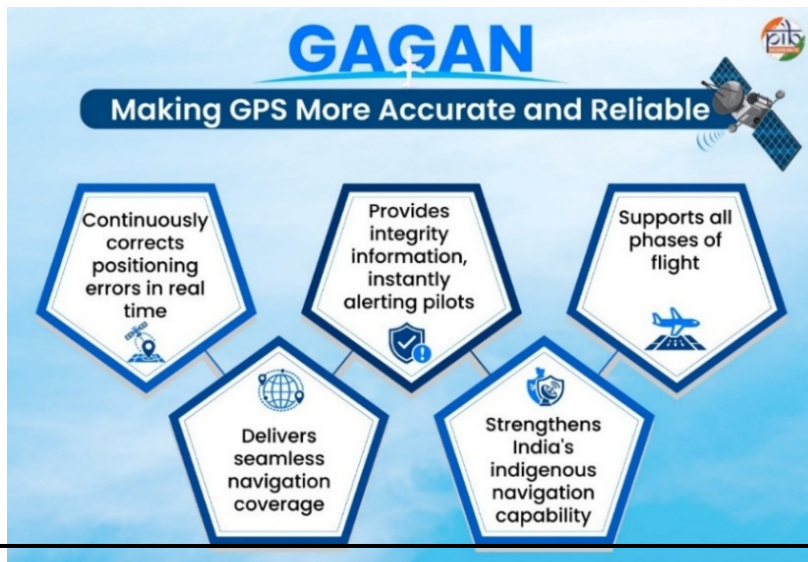 GAGAN
Making GPS More Accurate and Reliable
pib
Continuously
corrects
positioning
errors in real
time
Provides
integrity
information,
instantly
alerting pilots
Supports all
phases of
flight
Delivers
seamless
navigation
coverage
Strengthens
India's
indigenous
navigation
capability